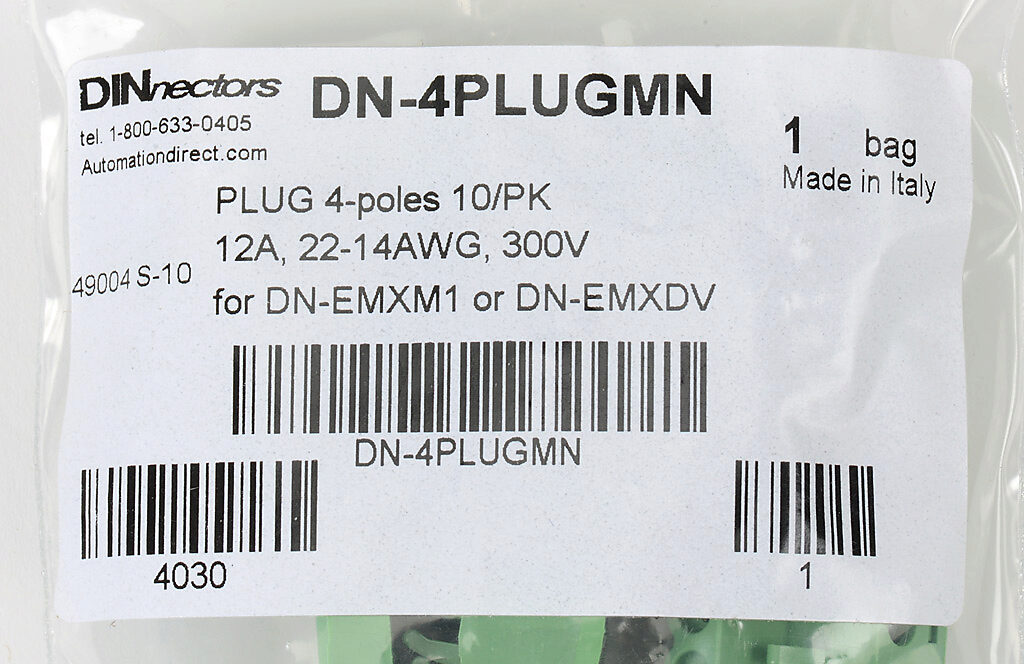 DINnectors
DN-4PLUGMN
tel. 1-800-633-0405
Automationdirect.com
1 bag
Made in Italy
PLUG 4-poles 10/PK
12A, 22-14AWG, 300V
49004 S-10
for DN-EMXM1 or DN-EMXDV
DN-4PLUGMN
4030
1